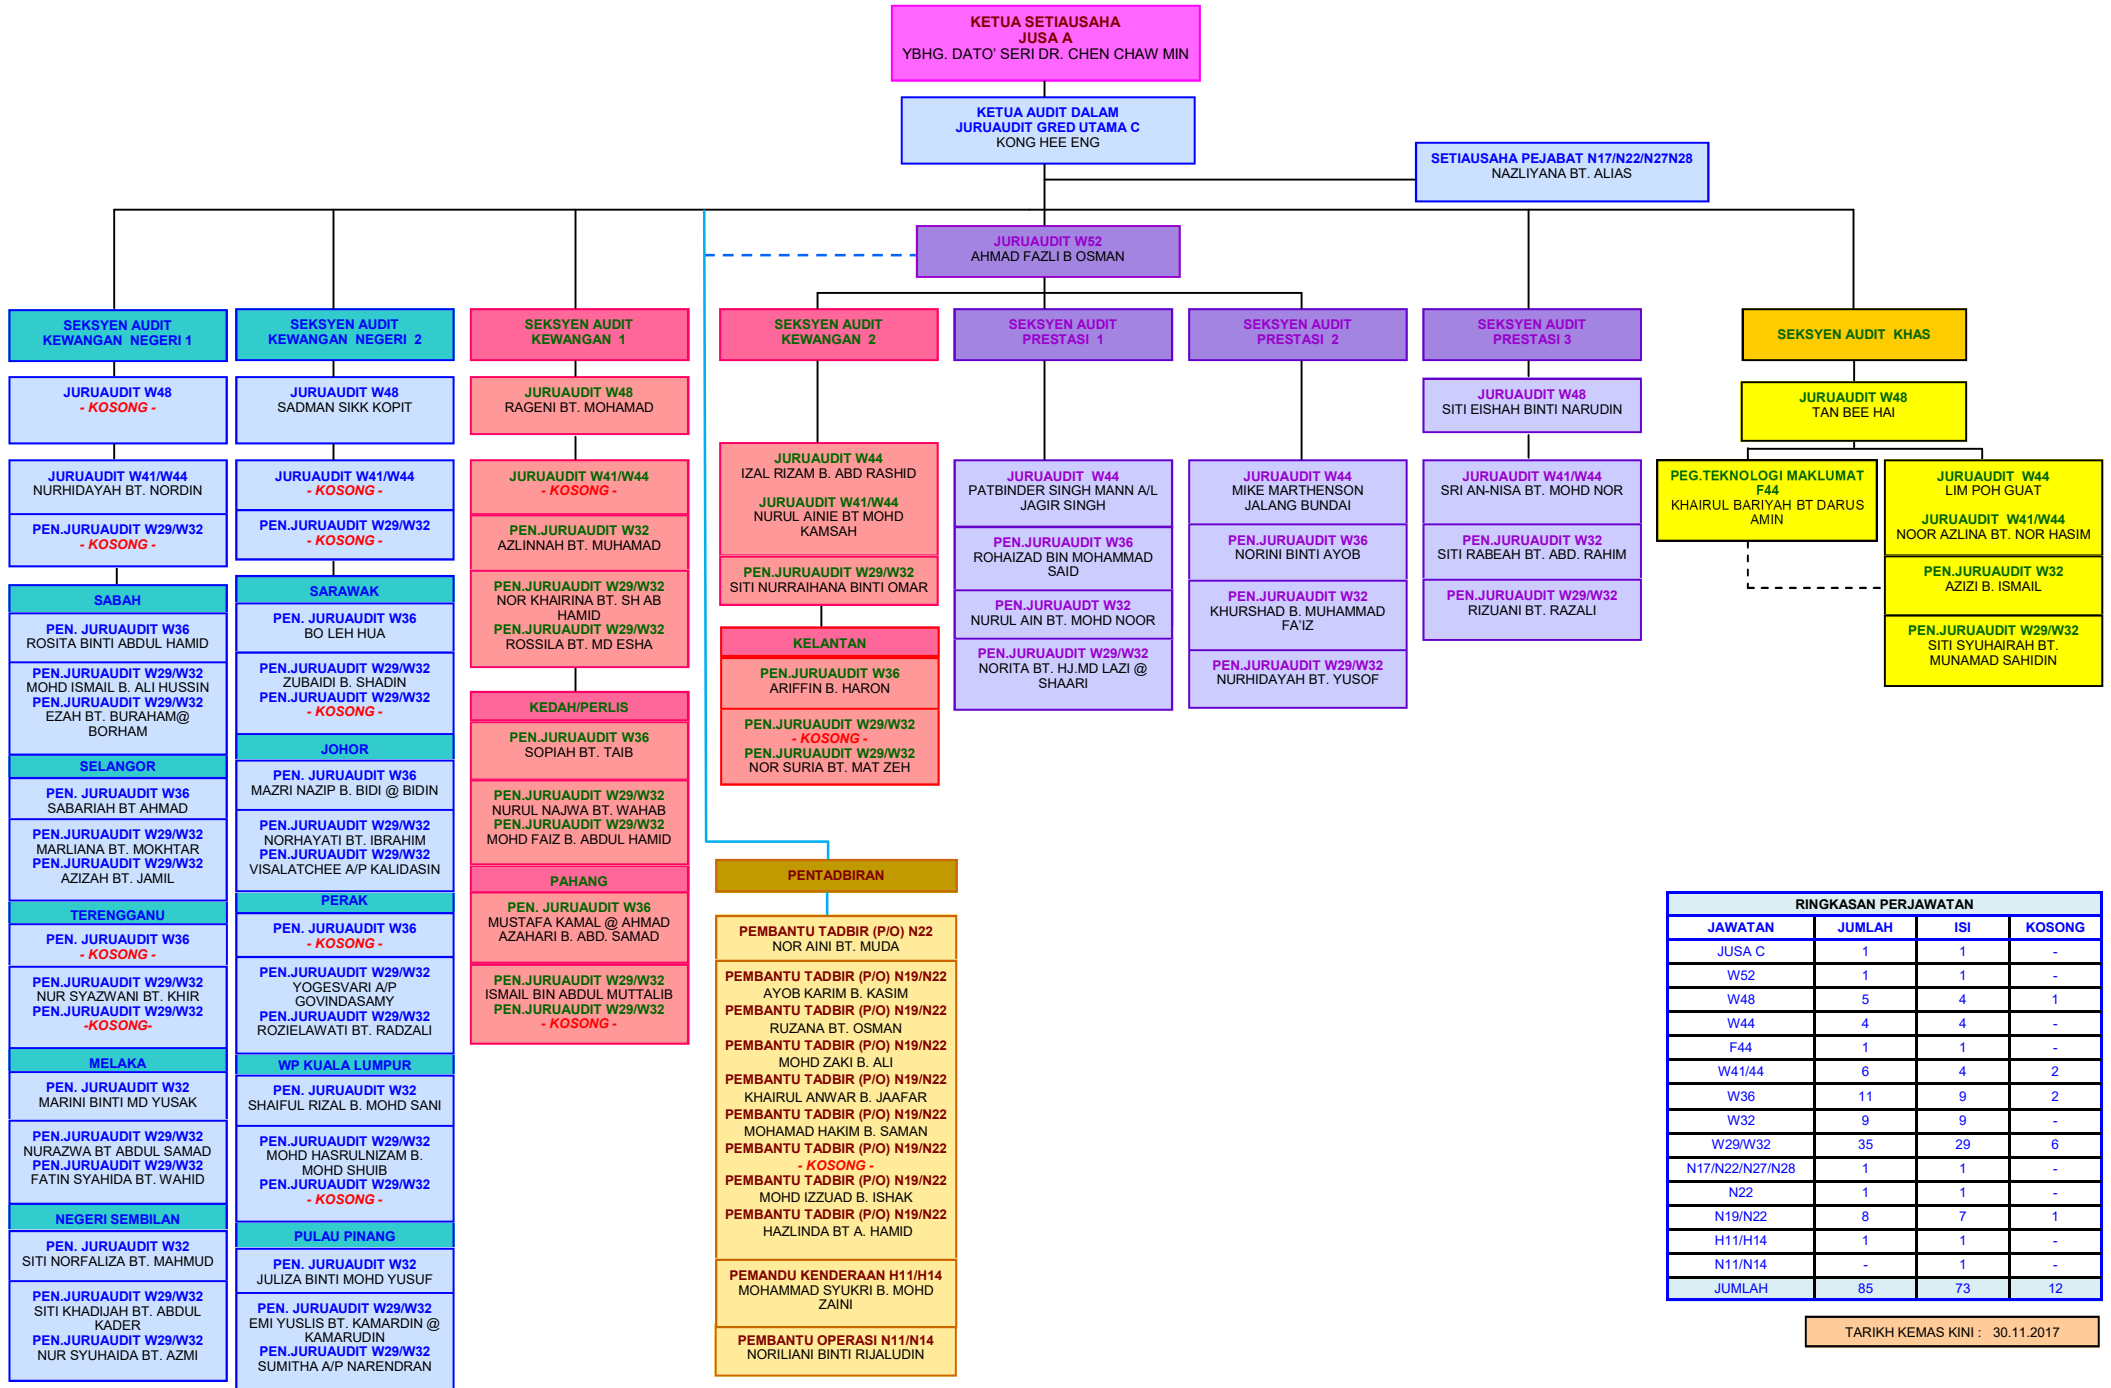 KETUA SETIAUSAHA
JUSA A
YBHG. DATO' SERI DR. CHEN CHAW MIN
KETUA AUDIT DALAM
JURUAUDIT GRED UTAMA C
KONG HEE ENG
SETIAUSAHA PEJABAT N17/N22/N27N28
NAZLIYANA BT. ALIAS
JURUAUDIT W52
AHMAD FAZLI B OSMAN
SEKSYEN AUDIT
KEWANGAN  NEGERI 1
JURUAUDIT W48
- KOSONG -
JURUAUDIT W41/W44
NURHIDAYAH BT. NORDIN
PEN.JURUAUDIT W29/W32
- KOSONG -
SABAH
PEN. JURUAUDIT W36
ROSITA BINTI ABDUL HAMID
PEN.JURUAUDIT W29/W32
MOHD ISMAIL B. ALI HUSSIN
PEN.JURUAUDIT W29/W32
EZAH BT. BURAHAM@
BORHAM
SELANGOR
PEN. JURUAUDIT W36
SABARIAH BT AHMAD
PEN.JURUAUDIT W29/W32
MARLIANA BT. MOKHTAR
PEN.JURUAUDIT W29/W32
AZIZAH BT. JAMIL
TERENGGANU
PEN. JURUAUDIT W36
- KOSONG -
PEN.JURUAUDIT W29/W32
NUR SYAZWANI BT. KHIR
PEN.JURUAUDIT W29/W32
-KOSONG-
MELAKA
PEN. JURUAUDIT W32
MARINI BINTI MD YUSAK
PEN.JURUAUDIT W29/W32
NURAZWA BT ABDUL SAMAD
PEN.JURUAUDIT W29/W32
FATIN SYAHIDA BT. WAHID
NEGERI SEMBILAN
PEN. JURUAUDIT W32
SITI NORFALIZA BT. MAHMUD
PEN.JURUAUDIT W29/W32
SITI KHADIJAH BT. ABDUL
KADER
PEN.JURUAUDIT W29/W32
NUR SYUHAIDA BT. AZMI
SEKSYEN AUDIT
KEWANGAN  NEGERI  2
JURUAUDIT W48
SADMAN SIKK KOPIT
JURUAUDIT W41/W44
- KOSONG -
PEN.JURUAUDIT W29/W32
- KOSONG -
SARAWAK
PEN. JURUAUDIT W36
BO LEH HUA
PEN.JURUAUDIT W29/W32
ZUBAIDI B. SHADIN
PEN.JURUAUDIT W29/W32
- KOSONG -
JOHOR
PEN. JURUAUDIT W36
MAZRI NAZIP B. BIDI @ BIDIN
PEN.JURUAUDIT W29/W32
NORHAYATI BT. IBRAHIM
PEN.JURUAUDIT W29/W32
VISALATCHEE A/P KALIDASIN
PERAK
PEN. JURUAUDIT W36
- KOSONG -
PEN.JURUAUDIT W29/W32
YOGESVARI A/P
GOVINDASAMY
PEN.JURUAUDIT W29/W32
ROZIELAWATI BT. RADZALI
WP KUALA LUMPUR
PEN. JURUAUDIT W32
SHAIFUL RIZAL B. MOHD SANI
PEN.JURUAUDIT W29/W32
MOHD HASRULNIZAM B.
MOHD SHUIB
PEN.JURUAUDIT W29/W32
- KOSONG -
PULAU PINANG
PEN. JURUAUDIT W32
JULIZA BINTI MOHD YUSUF
PEN. JURUAUDIT W29/W32
EMI YUSLIS BT. KAMARDIN @
KAMARUDIN
PEN.JURUAUDIT W29/W32
SUMITHA A/P NARENDRAN
SEKSYEN AUDIT
KEWANGAN  1
JURUAUDIT W48
RAGENI BT. MOHAMAD
JURUAUDIT W41/W44
- KOSONG -
PEN.JURUAUDIT W32
AZLINNAH BT. MUHAMAD
PEN.JURUAUDIT W29/W32
NOR KHAIRINA BT. SH AB
HAMID
PEN.JURUAUDIT W29/W32
ROSSILA BT. MD ESHA
KEDAH/PERLIS
PEN.JURUAUDIT W36
SOPIAH BT. TAIB
PEN.JURUAUDIT W29/W32
NURUL NAJWA BT. WAHAB
PEN.JURUAUDIT W29/W32
MOHD FAIZ B. ABDUL HAMID
PAHANG
PEN. JURUAUDIT W36
MUSTAFA KAMAL @ AHMAD
AZAHARI B. ABD. SAMAD
PEN.JURUAUDIT W29/W32
ISMAIL BIN ABDUL MUTTALIB
PEN.JURUAUDIT W29/W32
- KOSONG -
SEKSYEN AUDIT
KEWANGAN  2
JURUAUDIT W44
IZAL RIZAM B. ABD RASHID
JURUAUDIT W41/W44
NURUL AINIE BT MOHD
KAMSAH
PEN.JURUAUDIT W29/W32
SITI NURRAIHANA BINTI OMAR
KELANTAN
PEN.JURUAUDIT W36
ARIFFIN B. HARON
PEN.JURUAUDIT W29/W32
- KOSONG -
PEN.JURUAUDIT W29/W32
NOR SURIA BT. MAT ZEH
PENTADBIRAN
PEMBANTU TADBIR (P/O) N22
NOR AINI BT. MUDA
PEMBANTU TADBIR (P/O) N19/N22
AYOB KARIM B. KASIM
PEMBANTU TADBIR (P/O) N19/N22
RUZANA BT. OSMAN
PEMBANTU TADBIR (P/O) N19/N22
MOHD ZAKI B. ALI
PEMBANTU TADBIR (P/O) N19/N22
KHAIRUL ANWAR B. JAAFAR
PEMBANTU TADBIR (P/O) N19/N22
MOHAMAD HAKIM B. SAMAN
PEMBANTU TADBIR (P/O) N19/N22
- KOSONG -
PEMBANTU TADBIR (P/O) N19/N22
MOHD IZZUAD B. ISHAK
PEMBANTU TADBIR (P/O) N19/N22
HAZLINDA BT A. HAMID
PEMANDU KENDERAAN H11/H14
MOHAMMAD SYUKRI B. MOHD
ZAINI
PEMBANTU OPERASI N11/N14
NORILIANI BINTI RIJALUDIN
SEKSYEN AUDIT
PRESTASI  1
JURUAUDIT  W44
PATBINDER SINGH MANN A/L
JAGIR SINGH
PEN.JURUAUDIT W36
ROHAIZAD BIN MOHAMMAD
SAID
PEN.JURUAUDT W32
NURUL AIN BT. MOHD NOOR
PEN.JURUAUDIT W29/W32
NORITA BT. HJ.MD LAZI @
SHAARI
SEKSYEN AUDIT
PRESTASI  2
JURUAUDIT W44
MIKE MARTHENSON
JALANG BUNDAI
PEN.JURUAUDIT W36
NORINI BINTI AYOB
PEN.JURUAUDIT W32
KHURSHAD B. MUHAMMAD
FA'IZ
PEN.JURUAUDIT W29/W32
NURHIDAYAH BT. YUSOF
SEKSYEN AUDIT
PRESTASI 3
JURUAUDIT W48
SITI EISHAH BINTI NARUDIN
JURUAUDIT W41/W44
SRI AN-NISA BT. MOHD NOR
PEN.JURUAUDIT W32
SITI RABEAH BT. ABD. RAHIM
PEN.JURUAUDIT W29/W32
RIZUANI BT. RAZALI
SEKSYEN AUDIT  KHAS
JURUAUDIT W48
TAN BEE HAI
PEG.TEKNOLOGI MAKLUMAT
F44
KHAIRUL BARIYAH BT DARUS
AMIN
JURUAUDIT  W44
LIM POH GUAT
JURUAUDIT  W41/W44
NOOR AZLINA BT. NOR HASIM
PEN.JURUAUDIT W32
AZIZI B. ISMAIL
PEN.JURUAUDIT W29/W32
SITI SYUHAIRAH BT.
MUNAMAD SAHIDIN
RINGKASAN PERJAWATAN
JAWATAN JUMLAH ISI KOSONG
JUSA C 1 1 -
W52 1 1 -
W48 5 4 1
W44 4 4 -
F44 1 1 -
W41/44 6 4 2
W36 11 9 2
W32 9 9 -
W29/W32 35 29 6
N17/N22/N27/N28 1 1 -
N22 1 1 -
N19/N22 8 7 1
H11/H14 1 1 -
N11/N14 - 1 -
JUMLAH 85 73 12
TARIKH KEMAS KINI :   30.11.2017